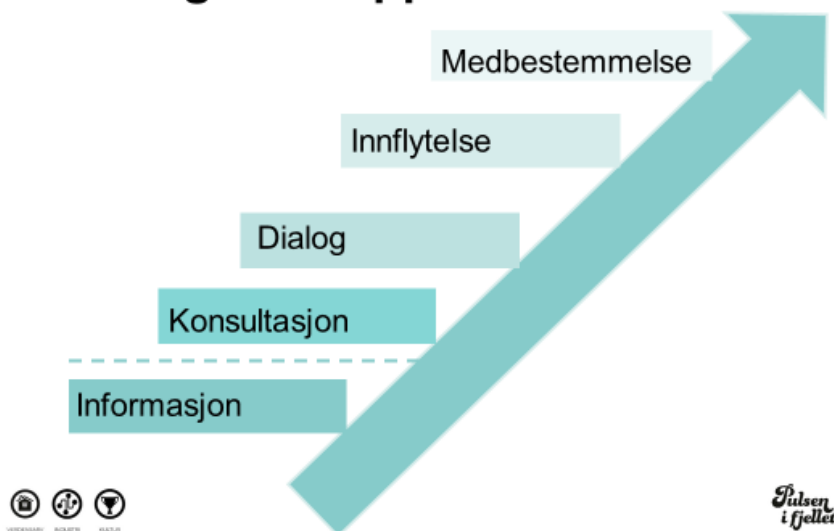 Medbestemmelse
Innflytelse
Dialog
Konsultasjon
Informasjon
Pulsen
i fjellet